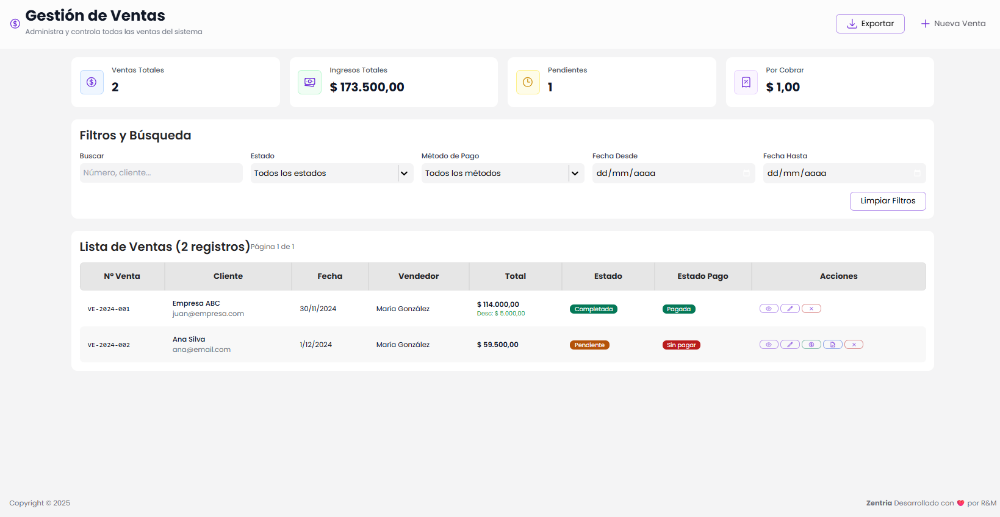 Gestión de Ventas
Administra y controla todas las ventas del sistema
Exportar
Nueva Venta
Ventas Totales
2
Ingresos Totales
$ 173.500,00
Pendientes
1
Por Cobrar
$ 1,00
Filtros y Búsqueda
Buscar
Estado
Método de Pago
Fecha Desde
Fecha Hasta
Número, cliente...
Todos los estados
Todos los métodos
dd/mm/aaaa
dd/mm/aaaa
Limpiar Filtros
Lista de Ventas (2 registros) Página 1 de 1
Nº Venta Cliente Fecha Vendedor Total Estado Estado Pago Acciones
VE-2024-001
Empresa ABC
juan@empresa.com
30/11/2024
María González
$ 114.000,00
Desc: $ 5.000,00
Completada
Pagada
VE-2024-002
Ana Silva
ana@email.com
1/12/2024
María González
$ 59.500,00
Pendiente
Sin pagar
Copyright © 2025
Zentria Desarrollado con ❤️ por R&M